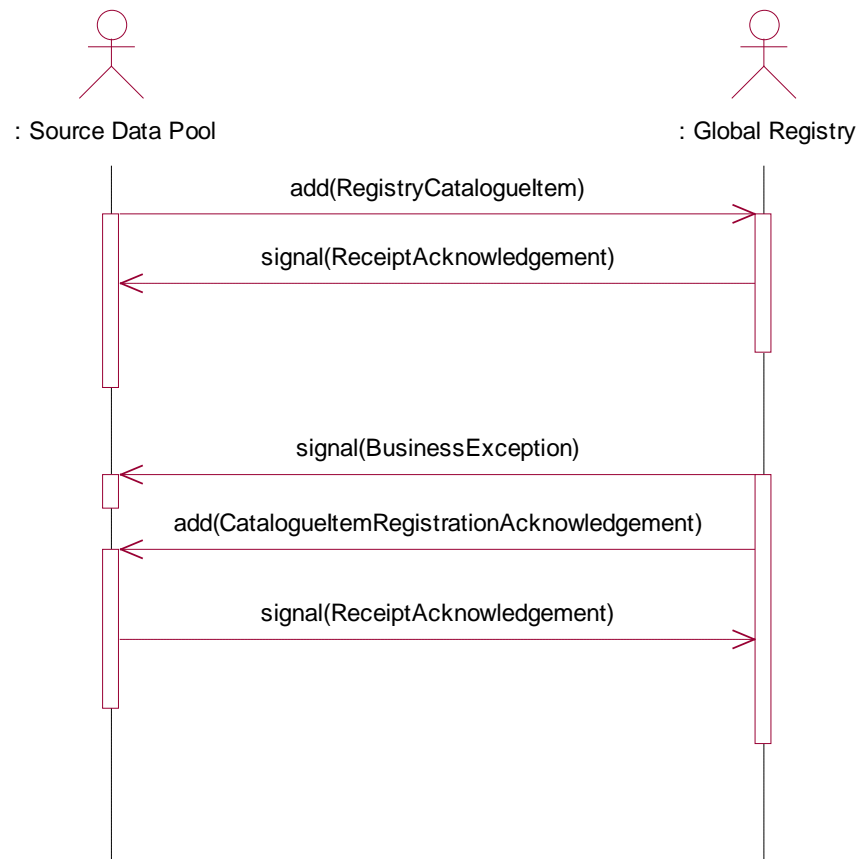 : Source Data Pool
: Global Registry
add(RegistryCatalogueItem)
signal(ReceiptAcknowledgement)
signal(BusinessException)
add(CatalogueItemRegistrationAcknowledgement)
signal(ReceiptAcknowledgement)